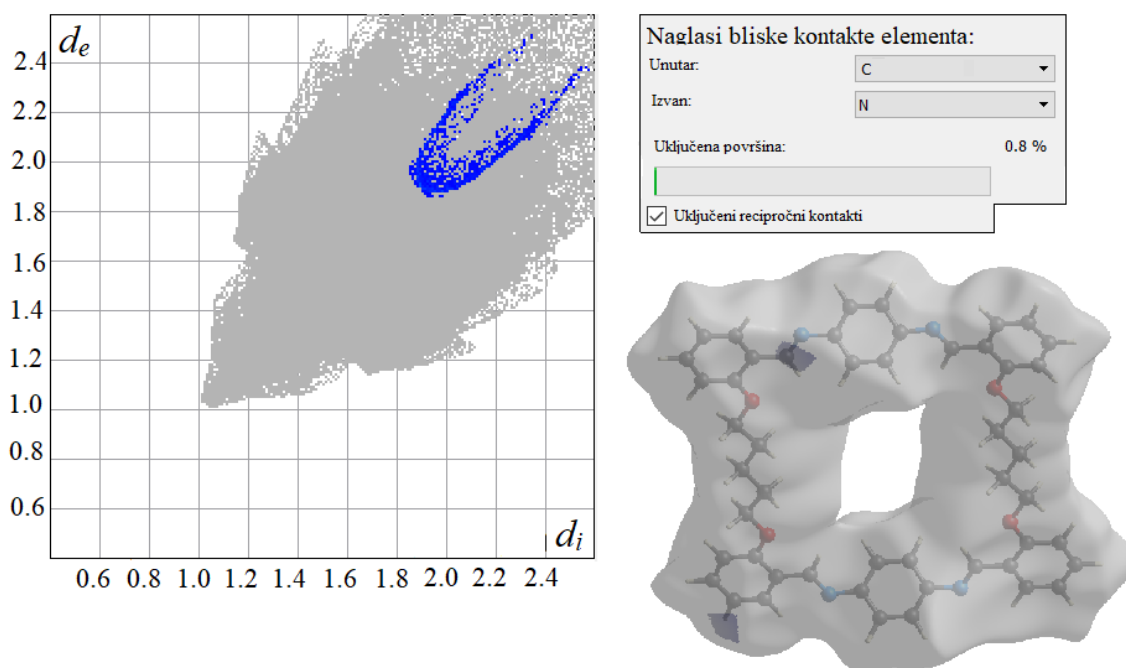 d_e
2.4
2.2
2.0
1.8
1.6
1.4
1.2
1.0
0.8
0.6
d_i
0.6 0.8 1.0 1.2 1.4 1.6 1.8 2.0 2.2 2.4
Naglasi bliske kontakte elementa:
Unutar: C
Izvan: N
Uključena površina: 0.8 %
Uključeni recipročni kontakti